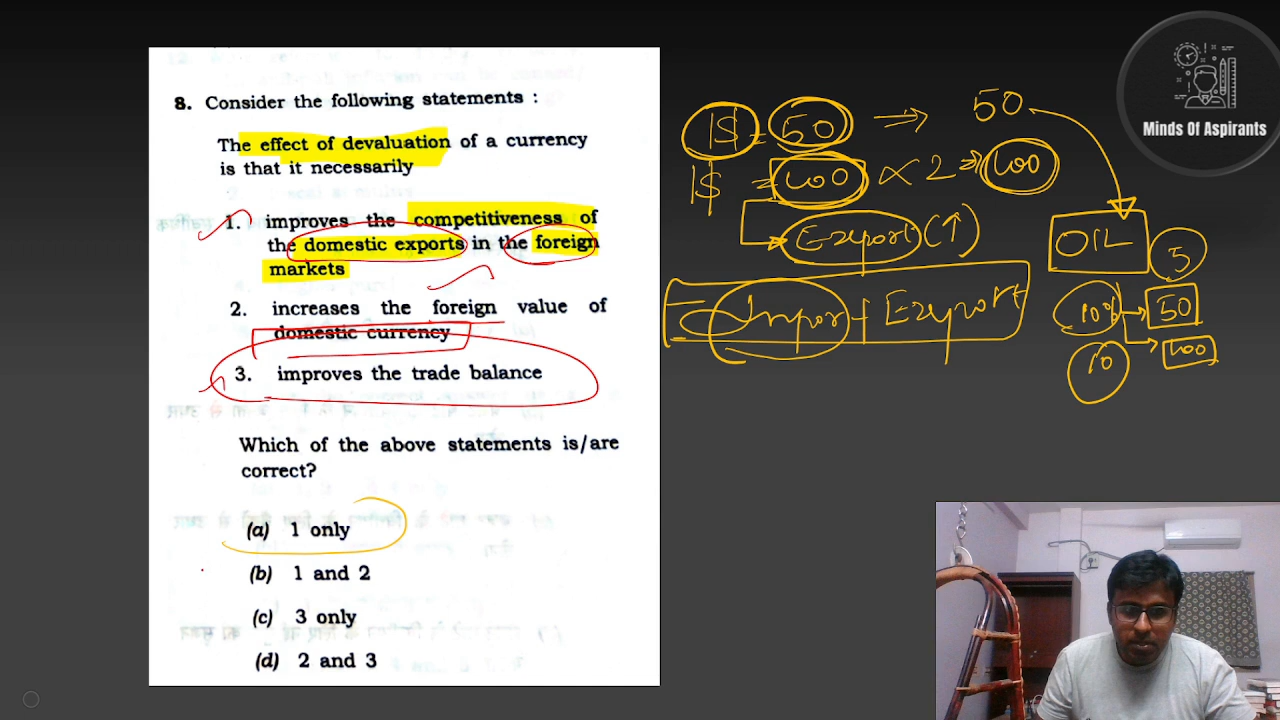 8. Consider the following statements :
The effect of devaluation of a currency
is that it necessarily
1. improves the competitiveness of
the domestic exports in the foreign
markets
2. increases the foreign value of
domestic currency
3. improves the trade balance
Which of the above statements is/are
correct?
(a) 1 only
(b) 1 and 2
(c) 3 only
(d) 2 and 3
1$ = 50 ⇒ 50
1$ = 100 × 2 ⇒ 100
Export (↑)
Export
OIL
5
50
100
10
Minds Of Aspirants